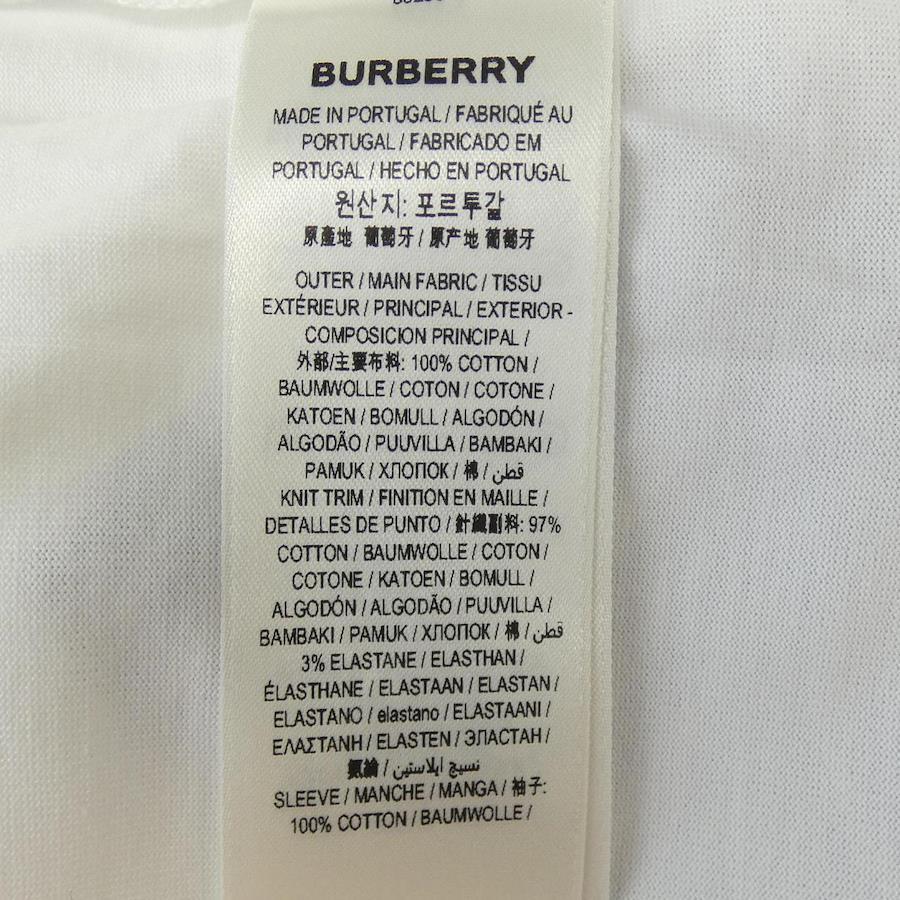 BURBERRY
MADE IN PORTUGAL / FABRIQUÉ AU
PORTUGAL / FABRICADO EM
PORTUGAL / HECHO EN PORTUGAL
원산지: 포르투갈
原產地 葡萄牙 / 原产地 葡萄牙
OUTER / MAIN FABRIC / TISSU
EXTÉRIEUR / PRINCIPAL / EXTERIOR -
COMPOSICION PRINCIPAL /
外部/主要布料: 100% COTTON /
BAUMWOLLE / COTON / COTONE /
KATOEN / BOMULL / ALGODÓN /
ALGODÃO / PUUVILLA / BAMBAKI /
PAMUK / ХЛОПОК / 棉 / قطن
KNIT TRIM / FINITION EN MAILLE /
DETALLES DE PUNTO / 針織副料: 97%
COTTON / BAUMWOLLE / COTON /
COTONE / KATOEN / BOMULL /
ALGODÓN / ALGODÃO / PUUVILLA /
BAMBAKI / PAMUK / ХЛОПОК / 棉 / قطن
3% ELASTANE / ELASTHAN /
ÉLASTHANE / ELASTAAN / ELASTAN /
ELASTANO / elastano / ELASTAANI /
ΕΛΑΣΤΑΝΗ / ELASTEN / ЭЛАСТАН /
氨綸 / نسيج ايلاستين
SLEEVE / MANCHE / MANGA / 袖子:
100% COTTON / BAUMWOLLE /